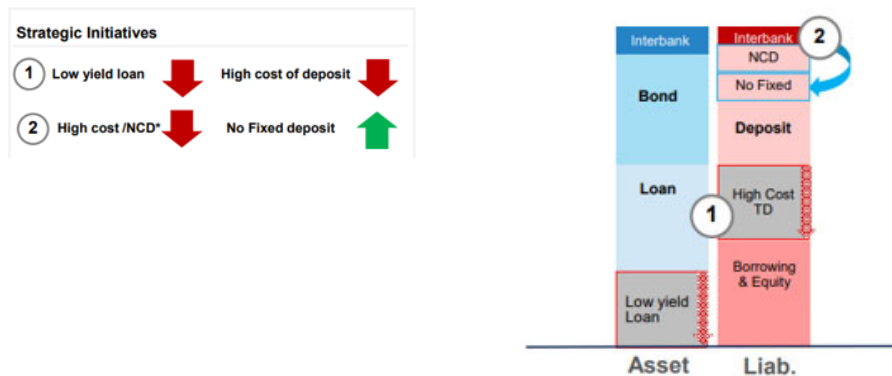 Strategic Initiatives
1 Low yield loan High cost of deposit
2 High cost /NCD* No Fixed deposit
Interbank
Bond
Loan
Low yield
Loan
Asset
Interbank
2
NCD
No Fixed
Deposit
1
High Cost
TD
Borrowing
& Equity
Liab.